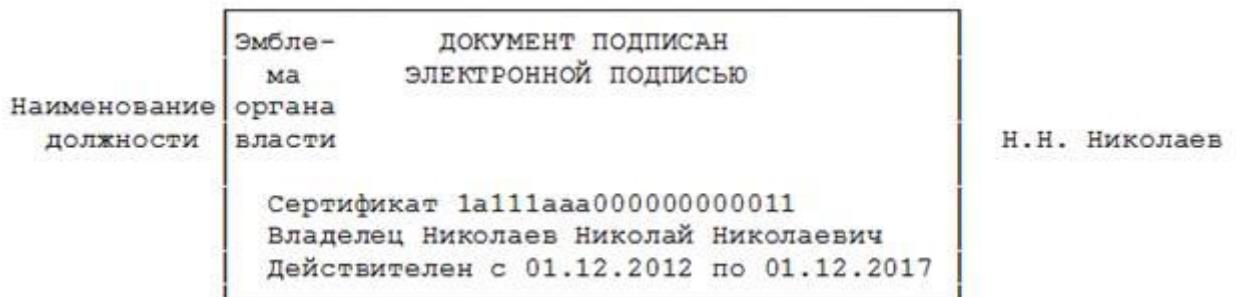 Эмбле-    ДОКУМЕНТ ПОДПИСАН
ма    ЭЛЕКТРОННОЙ ПОДПИСЬЮ
Наименование органа
должности власти    Н.Н. Николаев
Сертификат 1a111aaa000000000011
Владелец Николаев Николай Николаевич
Действителен с 01.12.2012 по 01.12.2017